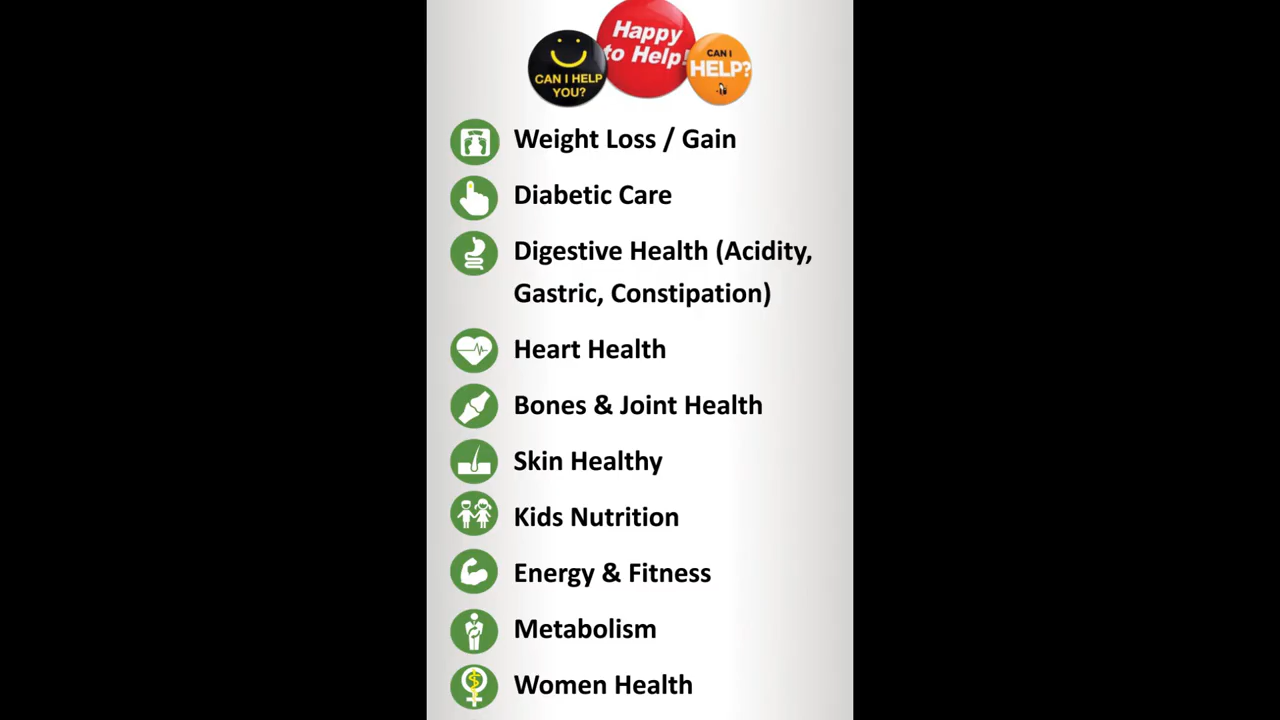 Happy
to Help!
CAN I HELP
YOU?
CAN I
HELP?
Weight Loss / Gain
Diabetic Care
Digestive Health (Acidity,
Gastric, Constipation)
Heart Health
Bones & Joint Health
Skin Healthy
Kids Nutrition
Energy & Fitness
Metabolism
Women Health